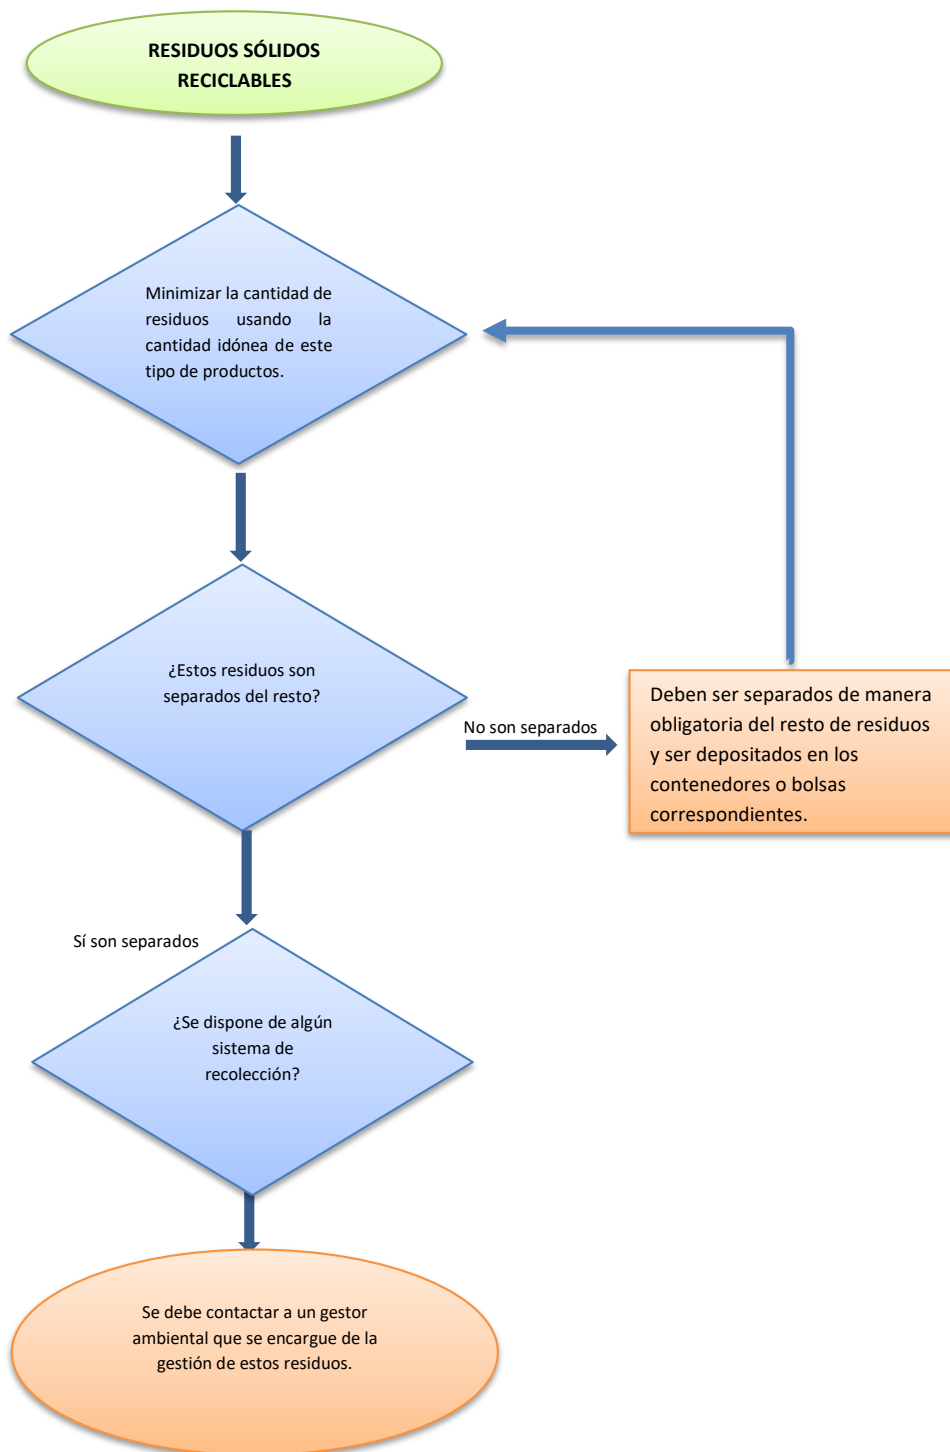 RESIDUOS SÓLIDOS
RECICLABLES
Minimizar la cantidad de
residuos usando la
cantidad idónea de este
tipo de productos.
¿Estos residuos son
separados del resto?
No son separados
Deben ser separados de manera
obligatoria del resto de residuos
y ser depositados en los
contenedores o bolsas
correspondientes.
Sí son separados
¿Se dispone de algún
sistema de
recolección?
Se debe contactar a un gestor
ambiental que se encargue de la
gestión de estos residuos.